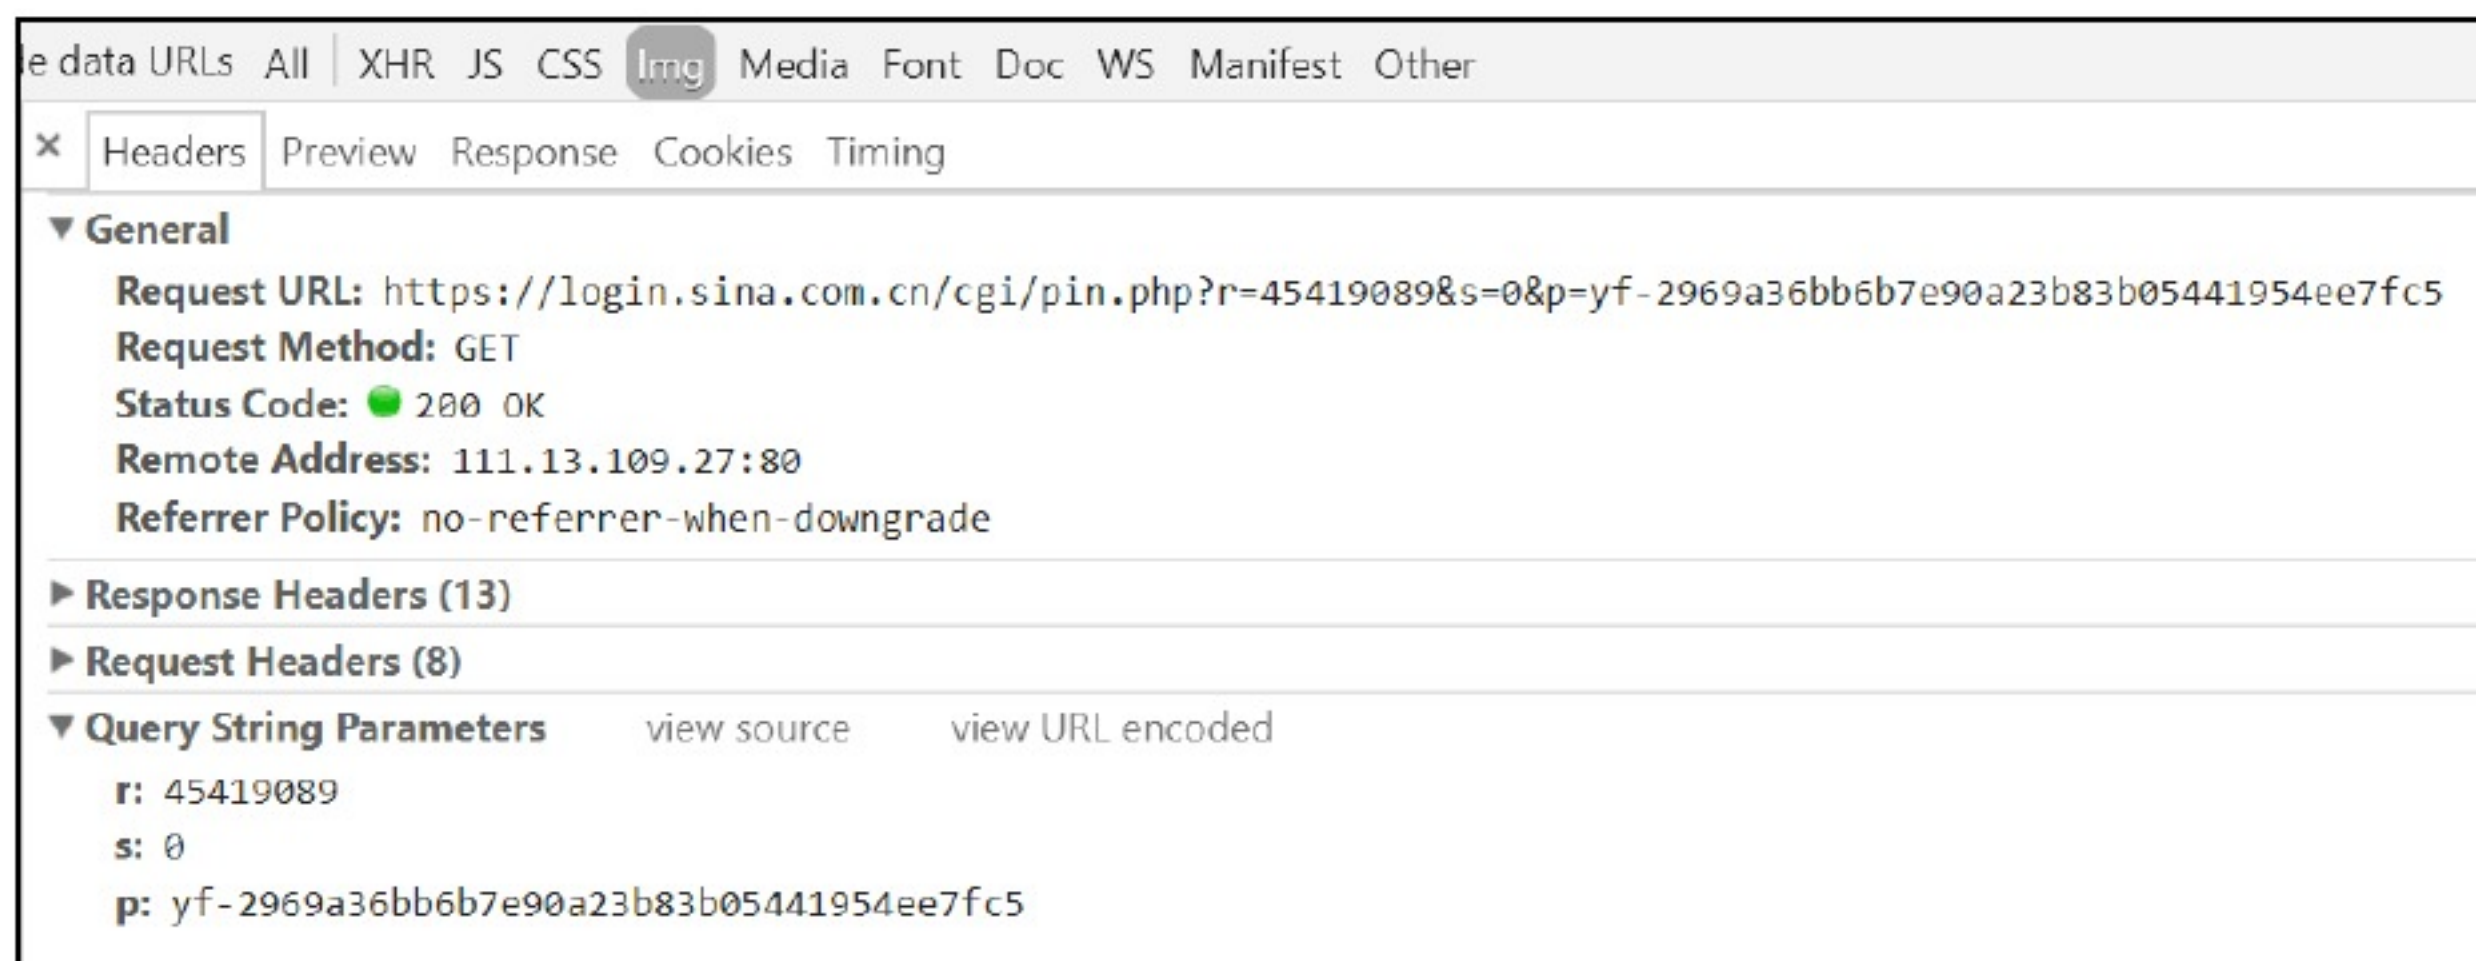 le data URLs All XHR JS CSS Img Media Font Doc WS Manifest Other
× Headers Preview Response Cookies Timing
▼ General
Request URL: https://login.sina.com.cn/cgi/pin.php?r=45419089&s=0&p=yf-2969a36bb6b7e90a23b83b05441954ee7fc5
Request Method: GET
Status Code: 200 OK
Remote Address: 111.13.109.27:80
Referrer Policy: no-referrer-when-downgrade
▶ Response Headers (13)
▶ Request Headers (8)
▼ Query String Parameters view source view URL encoded
r: 45419089
s: 0
p: yf-2969a36bb6b7e90a23b83b05441954ee7fc5